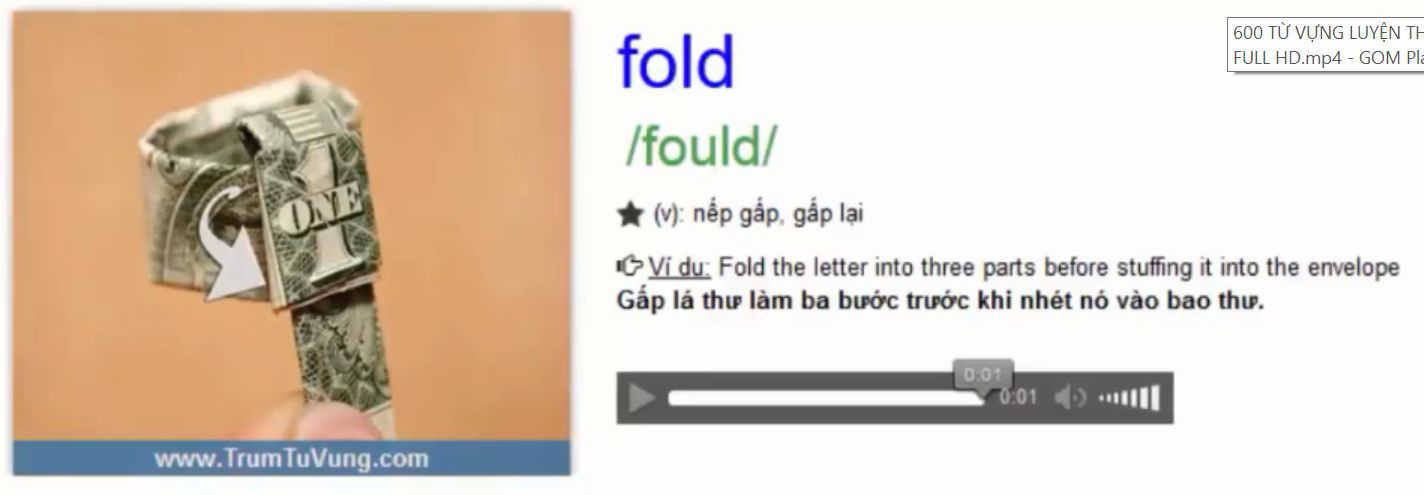 fold
/fould/
(v): nếp gấp, gấp lại
Ví dụ: Fold the letter into three parts before stuffing it into the envelope
Gấp lá thư làm ba bước trước khi nhét nó vào bao thư.
0:01
0:01
600 TỪ VỰNG LUYỆN
FULL HD.mp4 - GOM
1
ONE
www.TrumTuVung.com